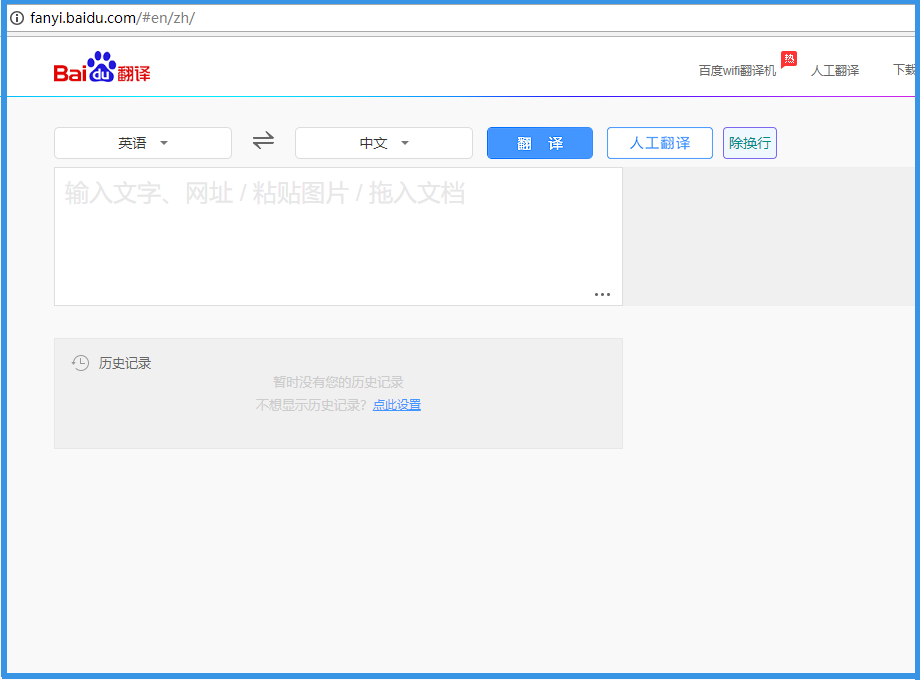 fanyi.baidu.com/#en/zh/
Bai du 翻译
百度wifi翻译机 热 人工翻译 下载
英语 中文 翻 译 人工翻译 除换行
输入文字、网址 / 粘贴图片 / 拖入文档
历史记录
暂时没有您的历史记录
不想显示历史记录？ 点此设置